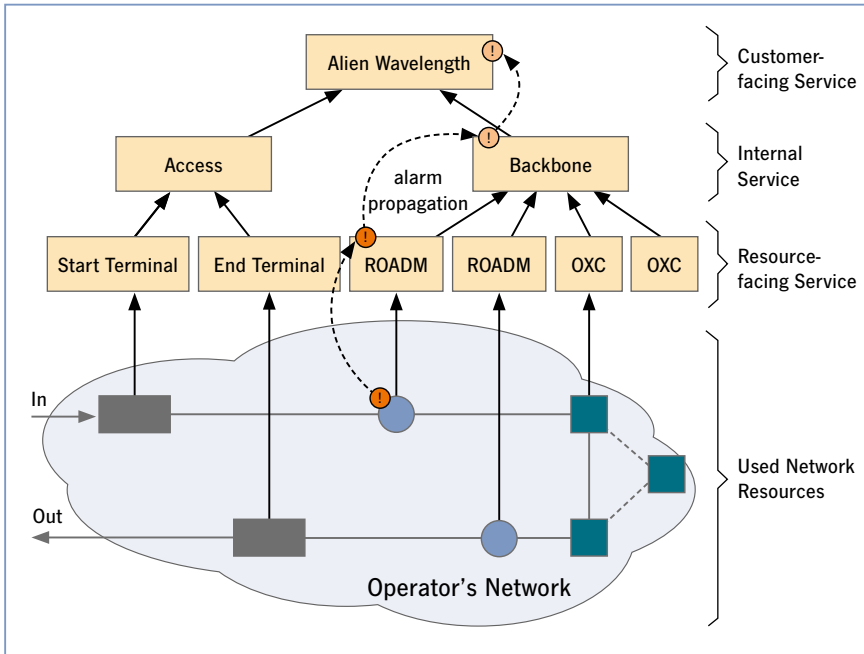 Alien Wavelength
!
Customer-
facing Service
!
Access
Backbone
Internal
Service
alarm
propagation
!
Start Terminal
End Terminal
ROADM
ROADM
OXC
OXC
Resource-
facing Service
In
!
Used Network
Resources
Out
Operator's Network